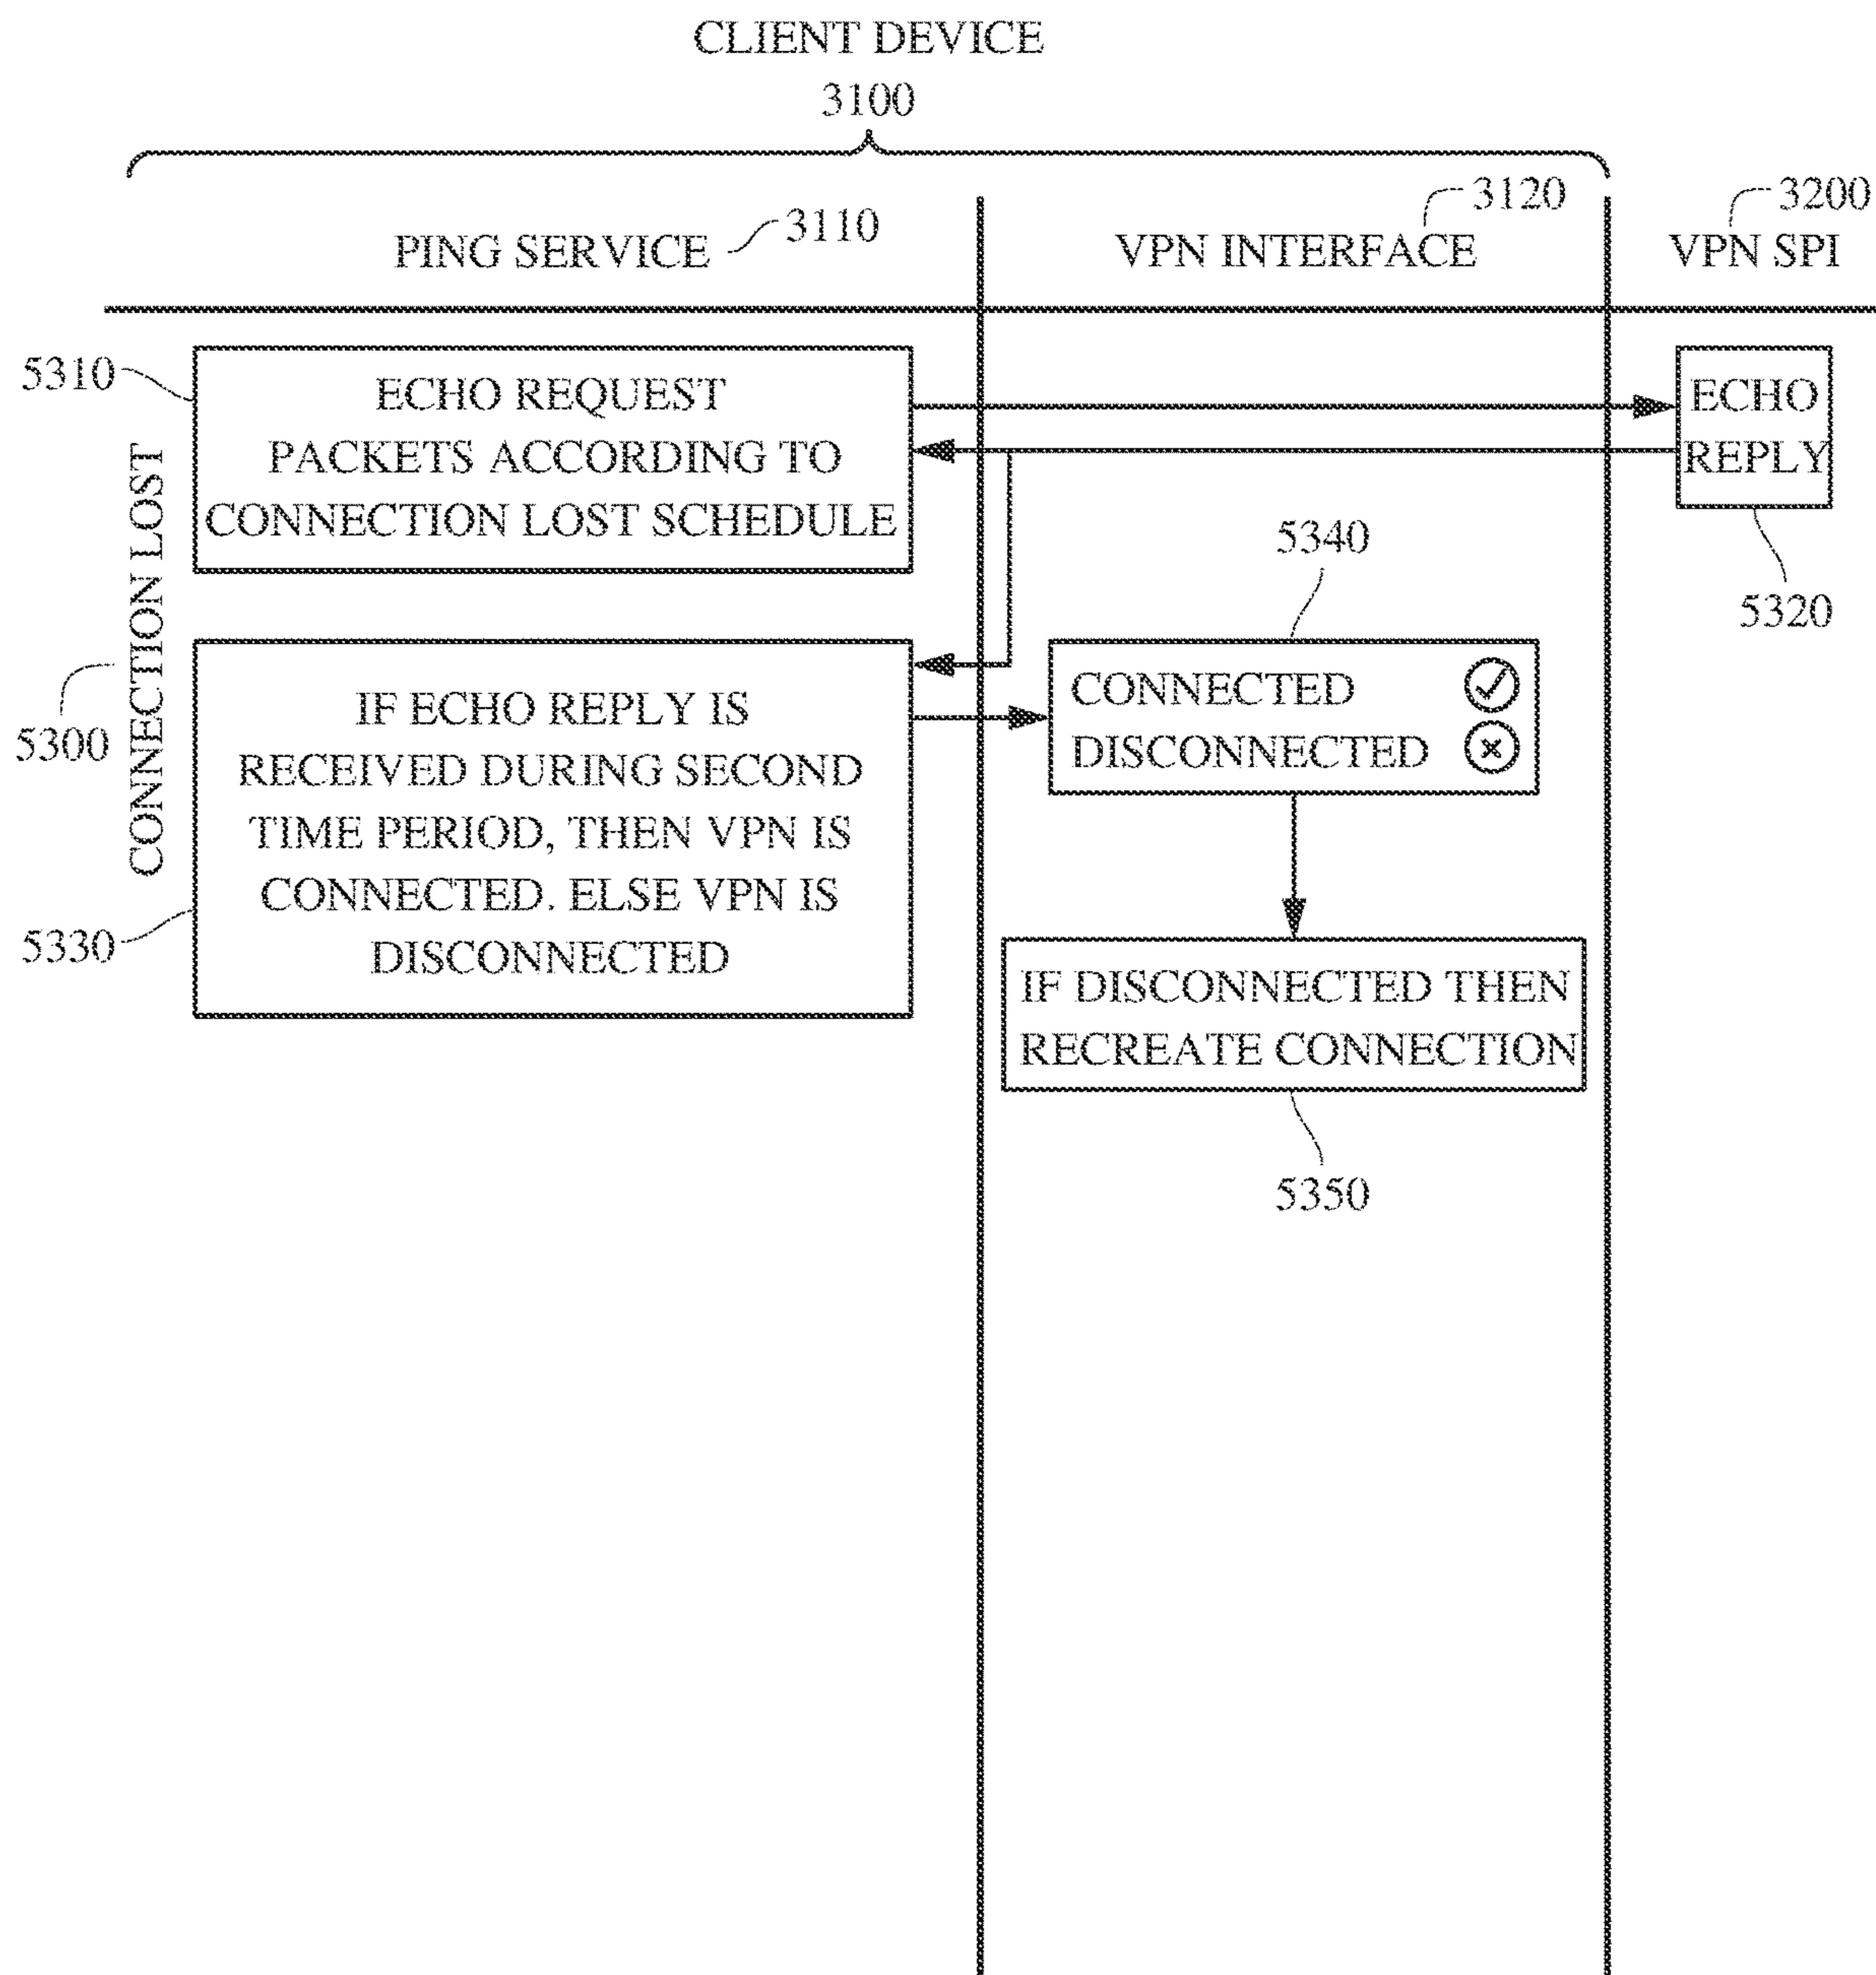 CLIENT DEVICE
3100
PING SERVICE
3110
VPN INTERFACE
3120
VPN SPI
3200
5310
ECHO REQUEST
PACKETS ACCORDING TO
CONNECTION LOST SCHEDULE
ECHO
REPLY
5320
CONNECTION LOST
5300
5340
CONNECTED
DISCONNECTED
IF ECHO REPLY IS
RECEIVED DURING SECOND
TIME PERIOD, THEN VPN IS
CONNECTED. ELSE VPN IS
DISCONNECTED
5330
IF DISCONNECTED THEN
RECREATE CONNECTION
5350